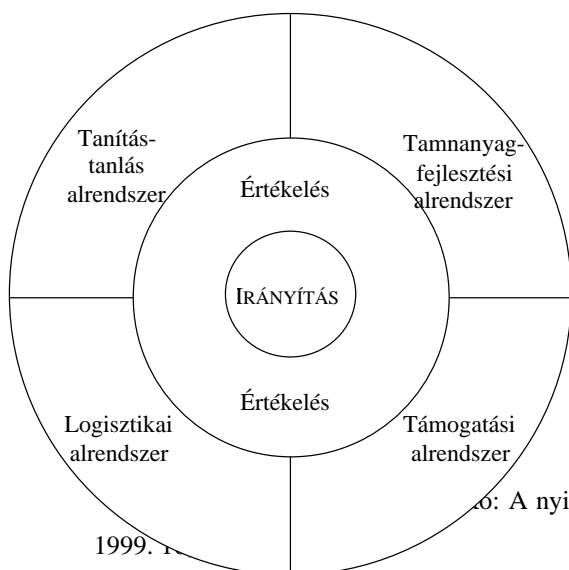 Tanítás-
tanlás
alrendszer
Tamnanyag-
fejlesztési
alrendszer
Értékelés
IRÁNYÍTÁS
Értékelés
Logisztikai
alrendszer
Támogatási
alrendszer
: A nyi
1999.